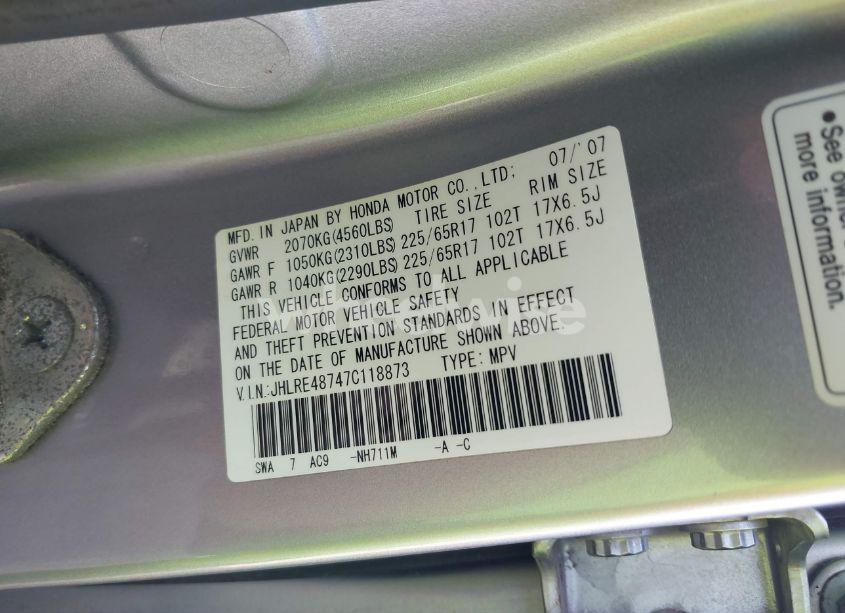 MFD. IN JAPAN BY HONDA MOTOR CO.,LTD; 07/'07
GVWR 2070KG(4560LBS) TIRE SIZE RIM SIZE
GAWR F 1050KG(2310LBS) 225/65R17 102T 17X6.5J
GAWR R 1040KG(2290LBS) 225/65R17 102T 17X6.5J
THIS VEHICLE CONFORMS TO ALL APPLICABLE
FEDERAL MOTOR VEHICLE SAFETY
AND THEFT PREVENTION STANDARDS IN EFFECT
ON THE DATE OF MANUFACTURE SHOWN ABOVE.
V.I.N.:JHLRE48747C118873 TYPE: MPV
SWA 7 AC9 -NH711M -A -C
•See owner
more information.